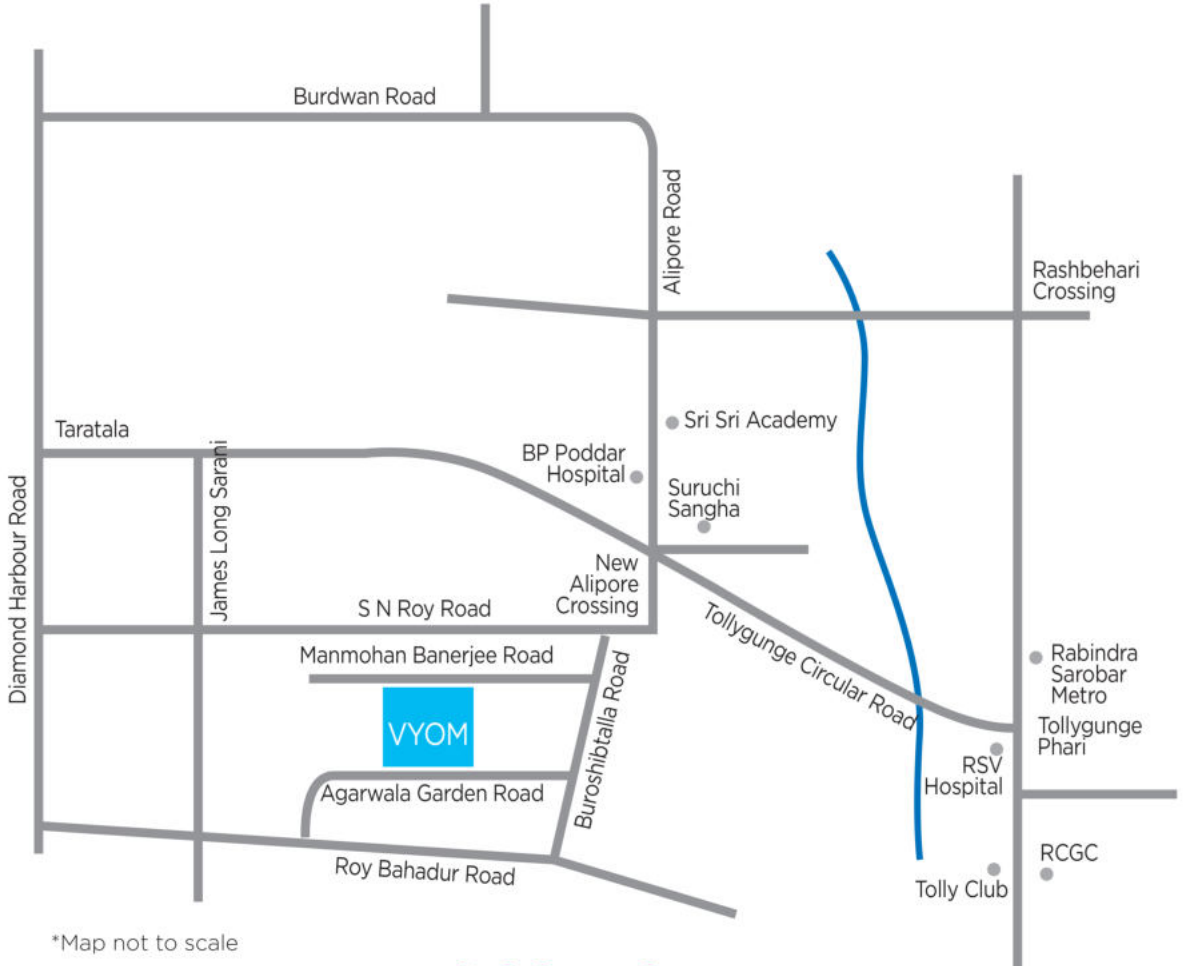 Burdwan Road
Alipore Road
Rashbehari
Crossing
Taratala
Sri Sri Academy
BP Poddar
Hospital
James Long Sarani
Suruchi
Sangha
Diamond Harbour Road
New
Alipore
Crossing
S N Roy Road
Tollygunge Circular Road
Manmohan Banerjee Road
Rabindra
Sarobar
Metro
Buroshibtalla Road
VYOM
Tollygunge
Phari
RSV
Hospital
Agarwala Garden Road
Roy Bahadur Road
RCGC
Tolly Club
*Map not to scale